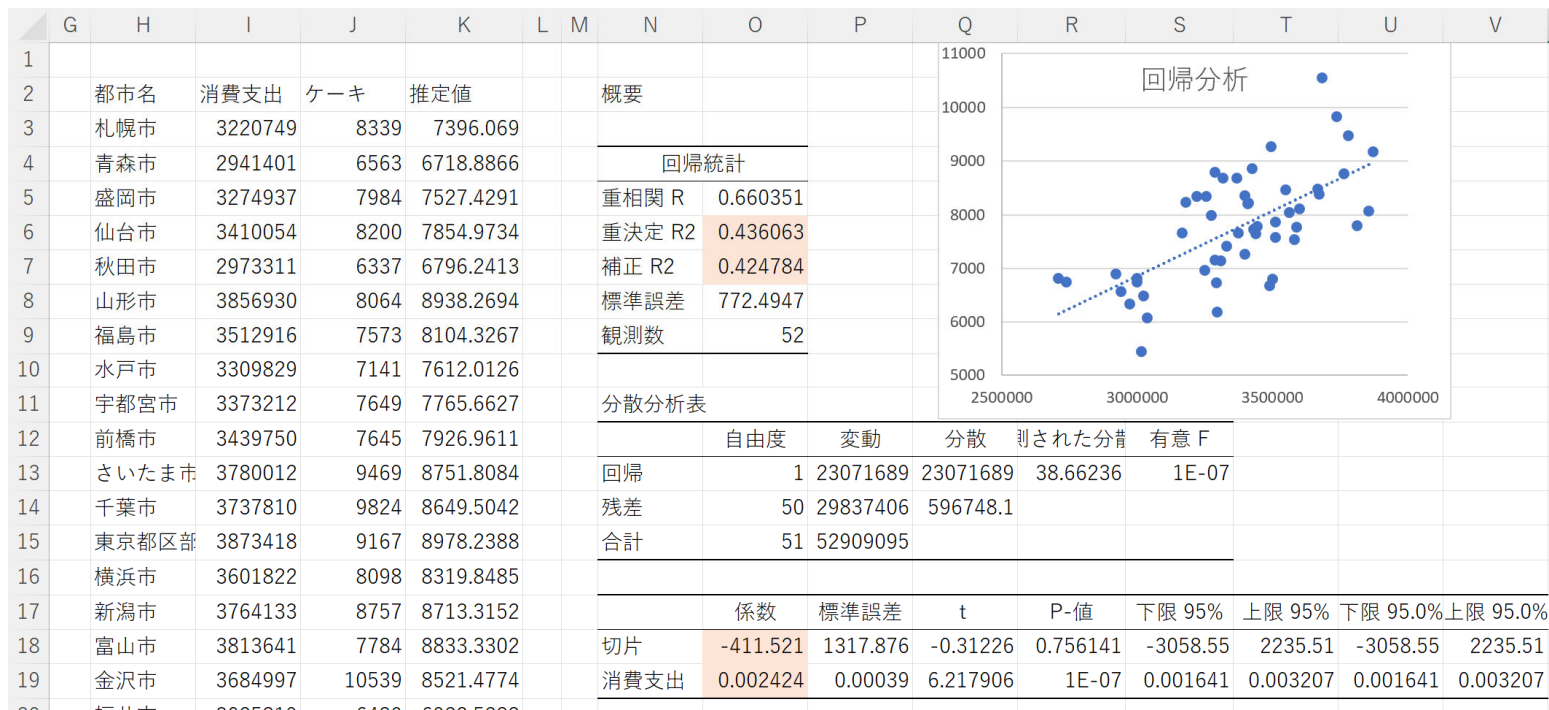 G H I J K L M N O P Q R S T U V
1
2 都市名 消費支出 ケーキ 推定値 概要
3 札幌市 3220749 8339 7396.069
4 青森市 2941401 6563 6718.8866 回帰統計
5 盛岡市 3274937 7984 7527.4291 重相関 R 0.660351
6 仙台市 3410054 8200 7854.9734 重決定 R2 0.436063
7 秋田市 2973311 6337 6796.2413 補正 R2 0.424784
8 山形市 3856930 8064 8938.2694 標準誤差 772.4947
9 福島市 3512916 7573 8104.3267 観測数 52
10 水戸市 3309829 7141 7612.0126
11 宇都宮市 3373212 7649 7765.6627 分散分析表
12 前橋市 3439750 7645 7926.9611 自由度 変動 分散 測された分散 有意 F
13 さいたま市 3780012 9469 8751.8084 回帰 1 23071689 23071689 38.66236 1E-07
14 千葉市 3737810 9824 8649.5042 残差 50 29837406 596748.1
15 東京都区部 3873418 9167 8978.2388 合計 51 52909095
16 横浜市 3601822 8098 8319.8485
17 新潟市 3764133 8757 8713.3152 係数 標準誤差 t P-値 下限 95% 上限 95% 下限 95.0% 上限 95.0%
18 富山市 3813641 7784 8833.3302 切片 -411.521 1317.876 -0.31226 0.756141 -3058.55 2235.51 -3058.55 2235.51
19 金沢市 3684997 10539 8521.4774 消費支出 0.002424 0.00039 6.217906 1E-07 0.001641 0.003207 0.001641 0.003207
回帰分析
11000
10000
9000
8000
7000
6000
5000
2500000 3000000 3500000 4000000